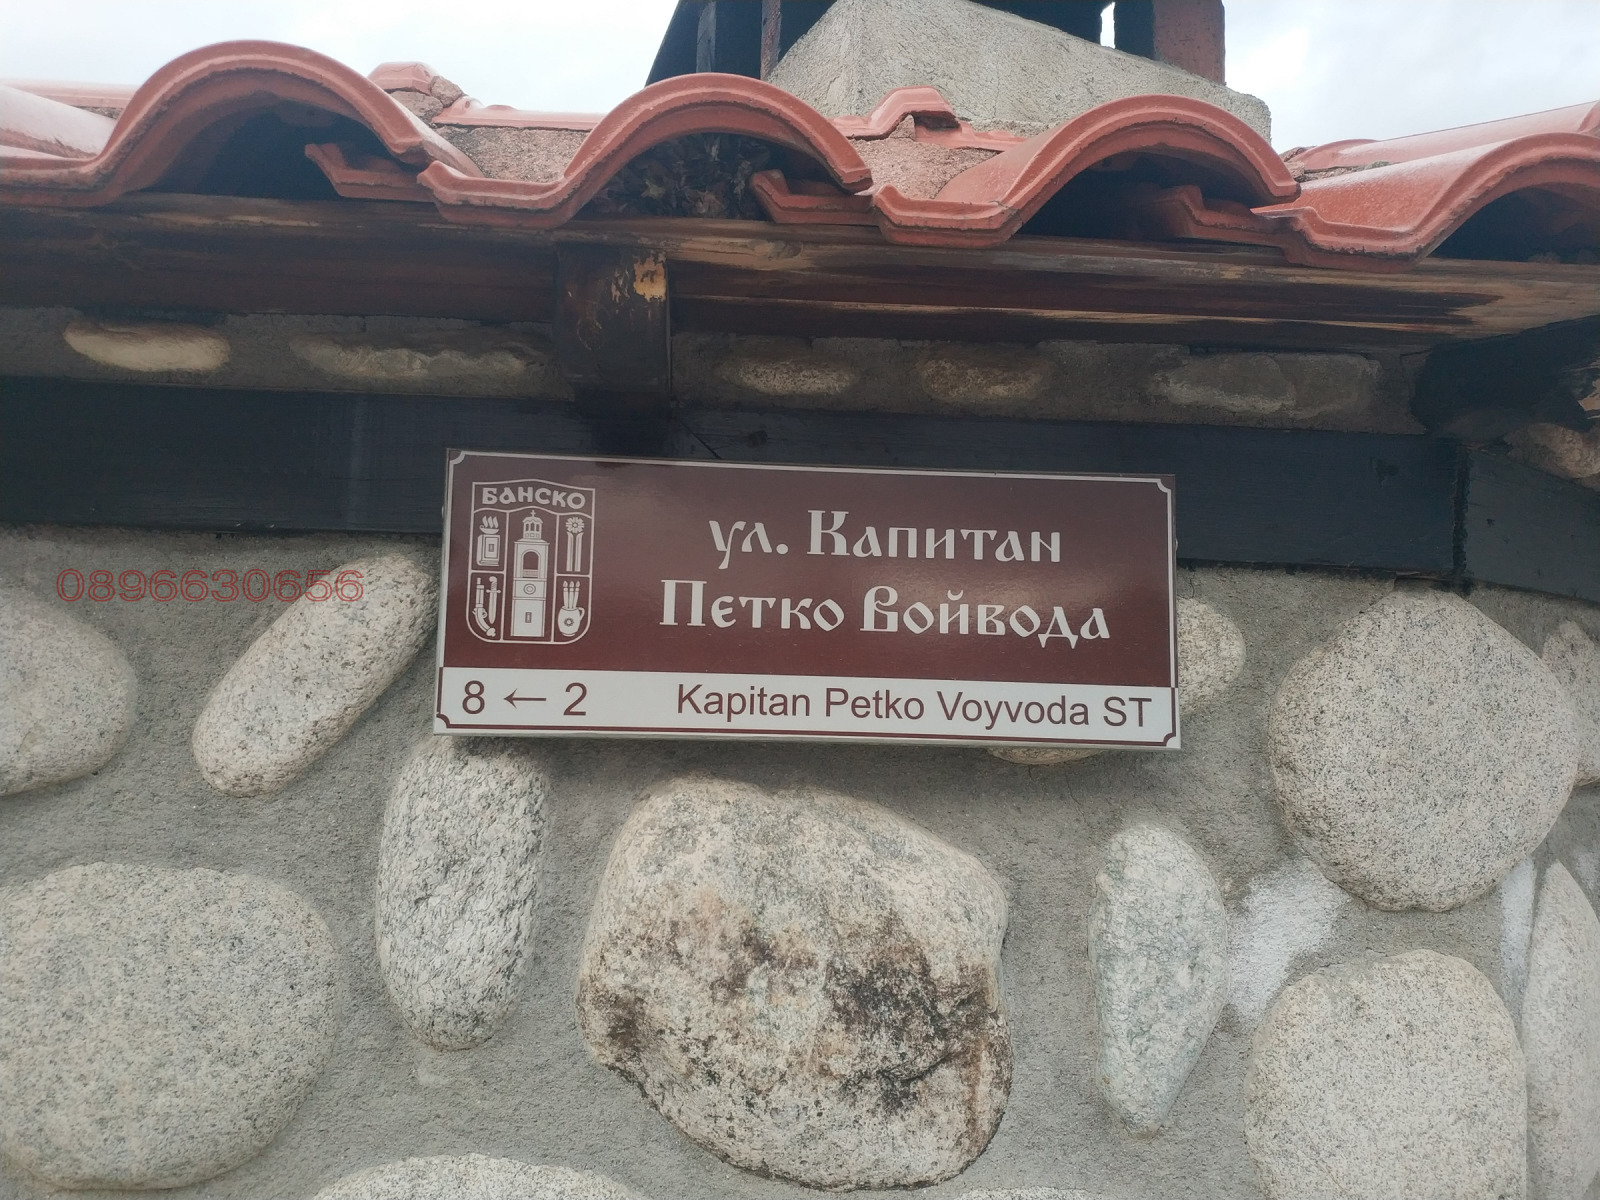 БАНСКО
ул. Капитан
Петко Войвода
8 ← 2 Kapitan Petko Voyvoda ST
0896630656